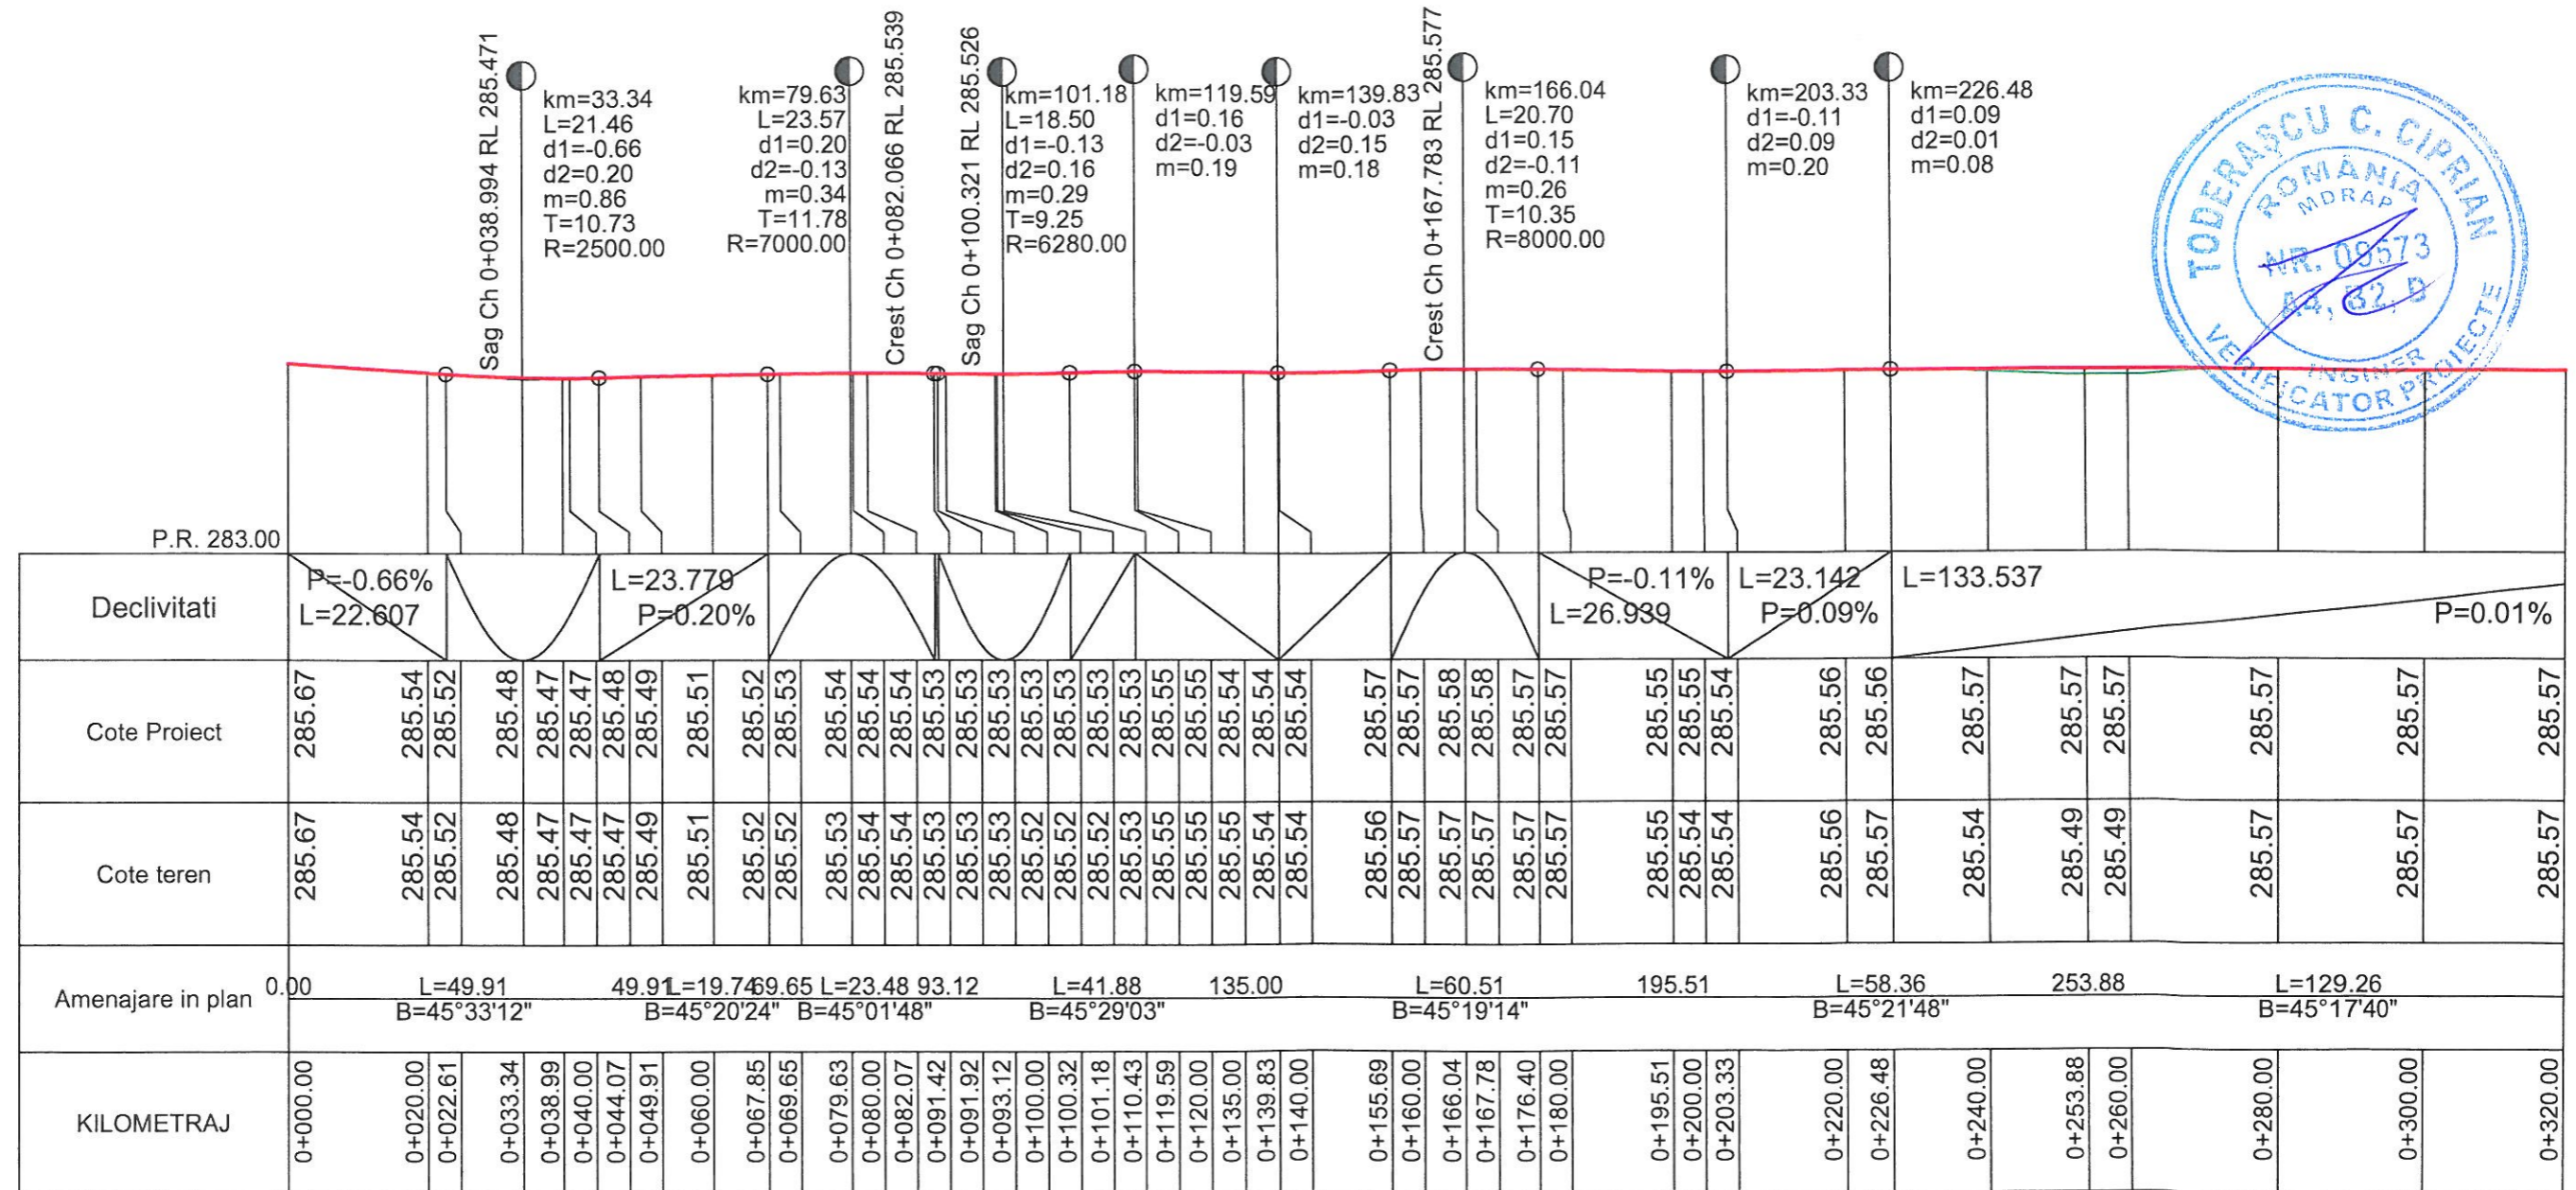 Sag Ch 0+038.994 RL 285.471
km=33.34
L=21.46
d1=-0.66
d2=0.20
m=0.86
T=10.73
R=2500.00
km=79.63
L=23.57
d1=0.20
d2=-0.13
m=0.34
T=11.78
R=7000.00
Crest Ch 0+082.066 RL 285.539
Sag Ch 0+100.321 RL 285.526
km=101.18
L=18.50
d1=-0.13
d2=0.16
m=0.29
T=9.25
R=6280.00
km=119.59
d1=0.16
d2=-0.03
m=0.19
km=139.83
d1=-0.03
d2=0.15
m=0.18
Crest Ch 0+167.783 RL 285.577
km=166.04
L=20.70
d1=0.15
d2=-0.11
m=0.26
T=10.35
R=8000.00
km=203.33
d1=-0.11
d2=0.09
m=0.20
km=226.48
d1=0.09
d2=0.01
m=0.08
TODERAȘCU C. CIPRIAN
ROMÂNIA
MDRAP
NR. 09573
A4, B2, D
INGINER
VERIFICATOR PROIECTE
P.R. 283.00
Declivitati
P=-0.66%
L=22.607
L=23.779
P=0.20%
P=-0.11%
L=26.939
L=23.142
P=0.09%
L=133.537
P=0.01%
Cote Proiect
285.67 285.54 285.52 285.48 285.47 285.47 285.48 285.49 285.51 285.52 285.53 285.54 285.54 285.54 285.53 285.53 285.53 285.53 285.53 285.53 285.53 285.55 285.55 285.54 285.54 285.54 285.57 285.57 285.58 285.58 285.57 285.57 285.55 285.55 285.54 285.56 285.56 285.57 285.57 285.57 285.57 285.57 285.57
Cote teren
285.67 285.54 285.52 285.48 285.47 285.47 285.47 285.49 285.51 285.52 285.52 285.53 285.54 285.54 285.53 285.53 285.53 285.52 285.52 285.52 285.53 285.55 285.55 285.55 285.54 285.54 285.56 285.57 285.57 285.57 285.57 285.57 285.55 285.54 285.54 285.56 285.57 285.54 285.49 285.49 285.57 285.57 285.57
Amenajare in plan
0.00 L=49.91 49.91 L=19.74 69.65 L=23.48 93.12 L=41.88 135.00 L=60.51 195.51 L=58.36 253.88 L=129.26
B=45°33'12" B=45°20'24" B=45°01'48" B=45°29'03" B=45°19'14" B=45°21'48" B=45°17'40"
KILOMETRAJ
0+000.00 0+020.00 0+022.61 0+033.34 0+038.99 0+040.00 0+044.07 0+049.91 0+060.00 0+067.85 0+069.65 0+079.63 0+080.00 0+082.07 0+091.42 0+091.92 0+093.12 0+100.00 0+100.32 0+101.18 0+110.43 0+119.59 0+120.00 0+135.00 0+139.83 0+140.00 0+155.69 0+160.00 0+166.04 0+167.78 0+176.40 0+180.00 0+195.51 0+200.00 0+203.33 0+220.00 0+226.48 0+240.00 0+253.88 0+260.00 0+280.00 0+300.00 0+320.00